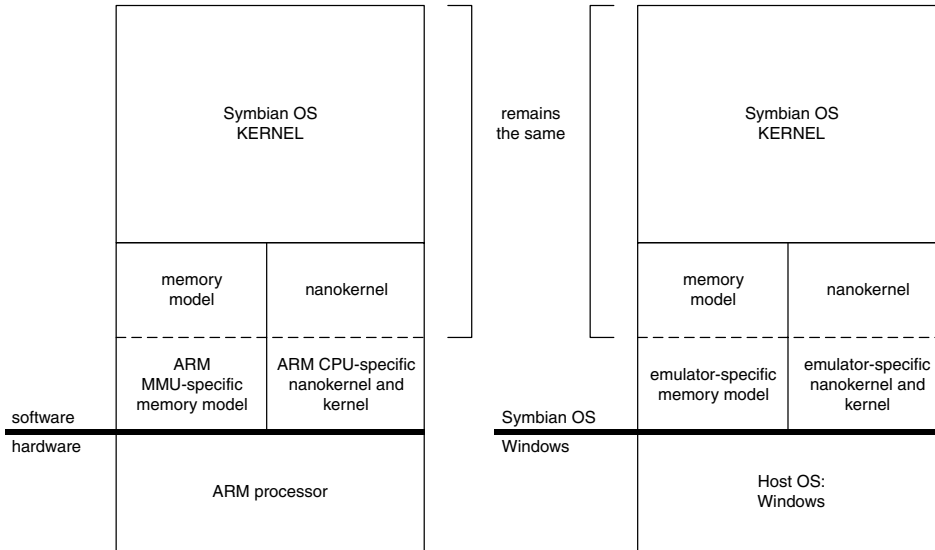 Symbian OS
KERNEL
remains
the same
Symbian OS
KERNEL
memory
model
nanokernel
memory
model
nanokernel
ARM
MMU-specific
memory model
ARM CPU-specific
nanokernel and
kernel
emulator-specific
memory model
emulator-specific
nanokernel and
kernel
software
Symbian OS
hardware
Windows
ARM processor
Host OS:
Windows